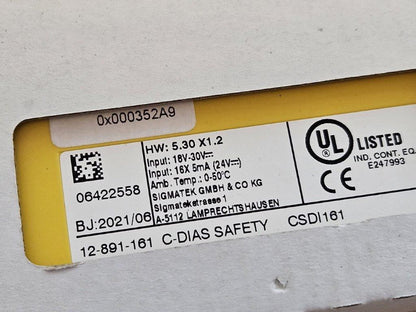 0x000352A9
HW: 5.30 X1.2
Input: 18V-30V⎓
Input: 16X 5mA (24V⎓)
Amb. Temp.: 0-50°C
SIGMATEK GMBH & CO KG
Sigmatekstrasse 1
A-5112 LAMPRECHTSHAUSEN
06422558
BJ:2021/06
12-891-161 C-DIAS SAFETY CSDI161
UL LISTED
IND. CONT. EQ.
E247993
CE